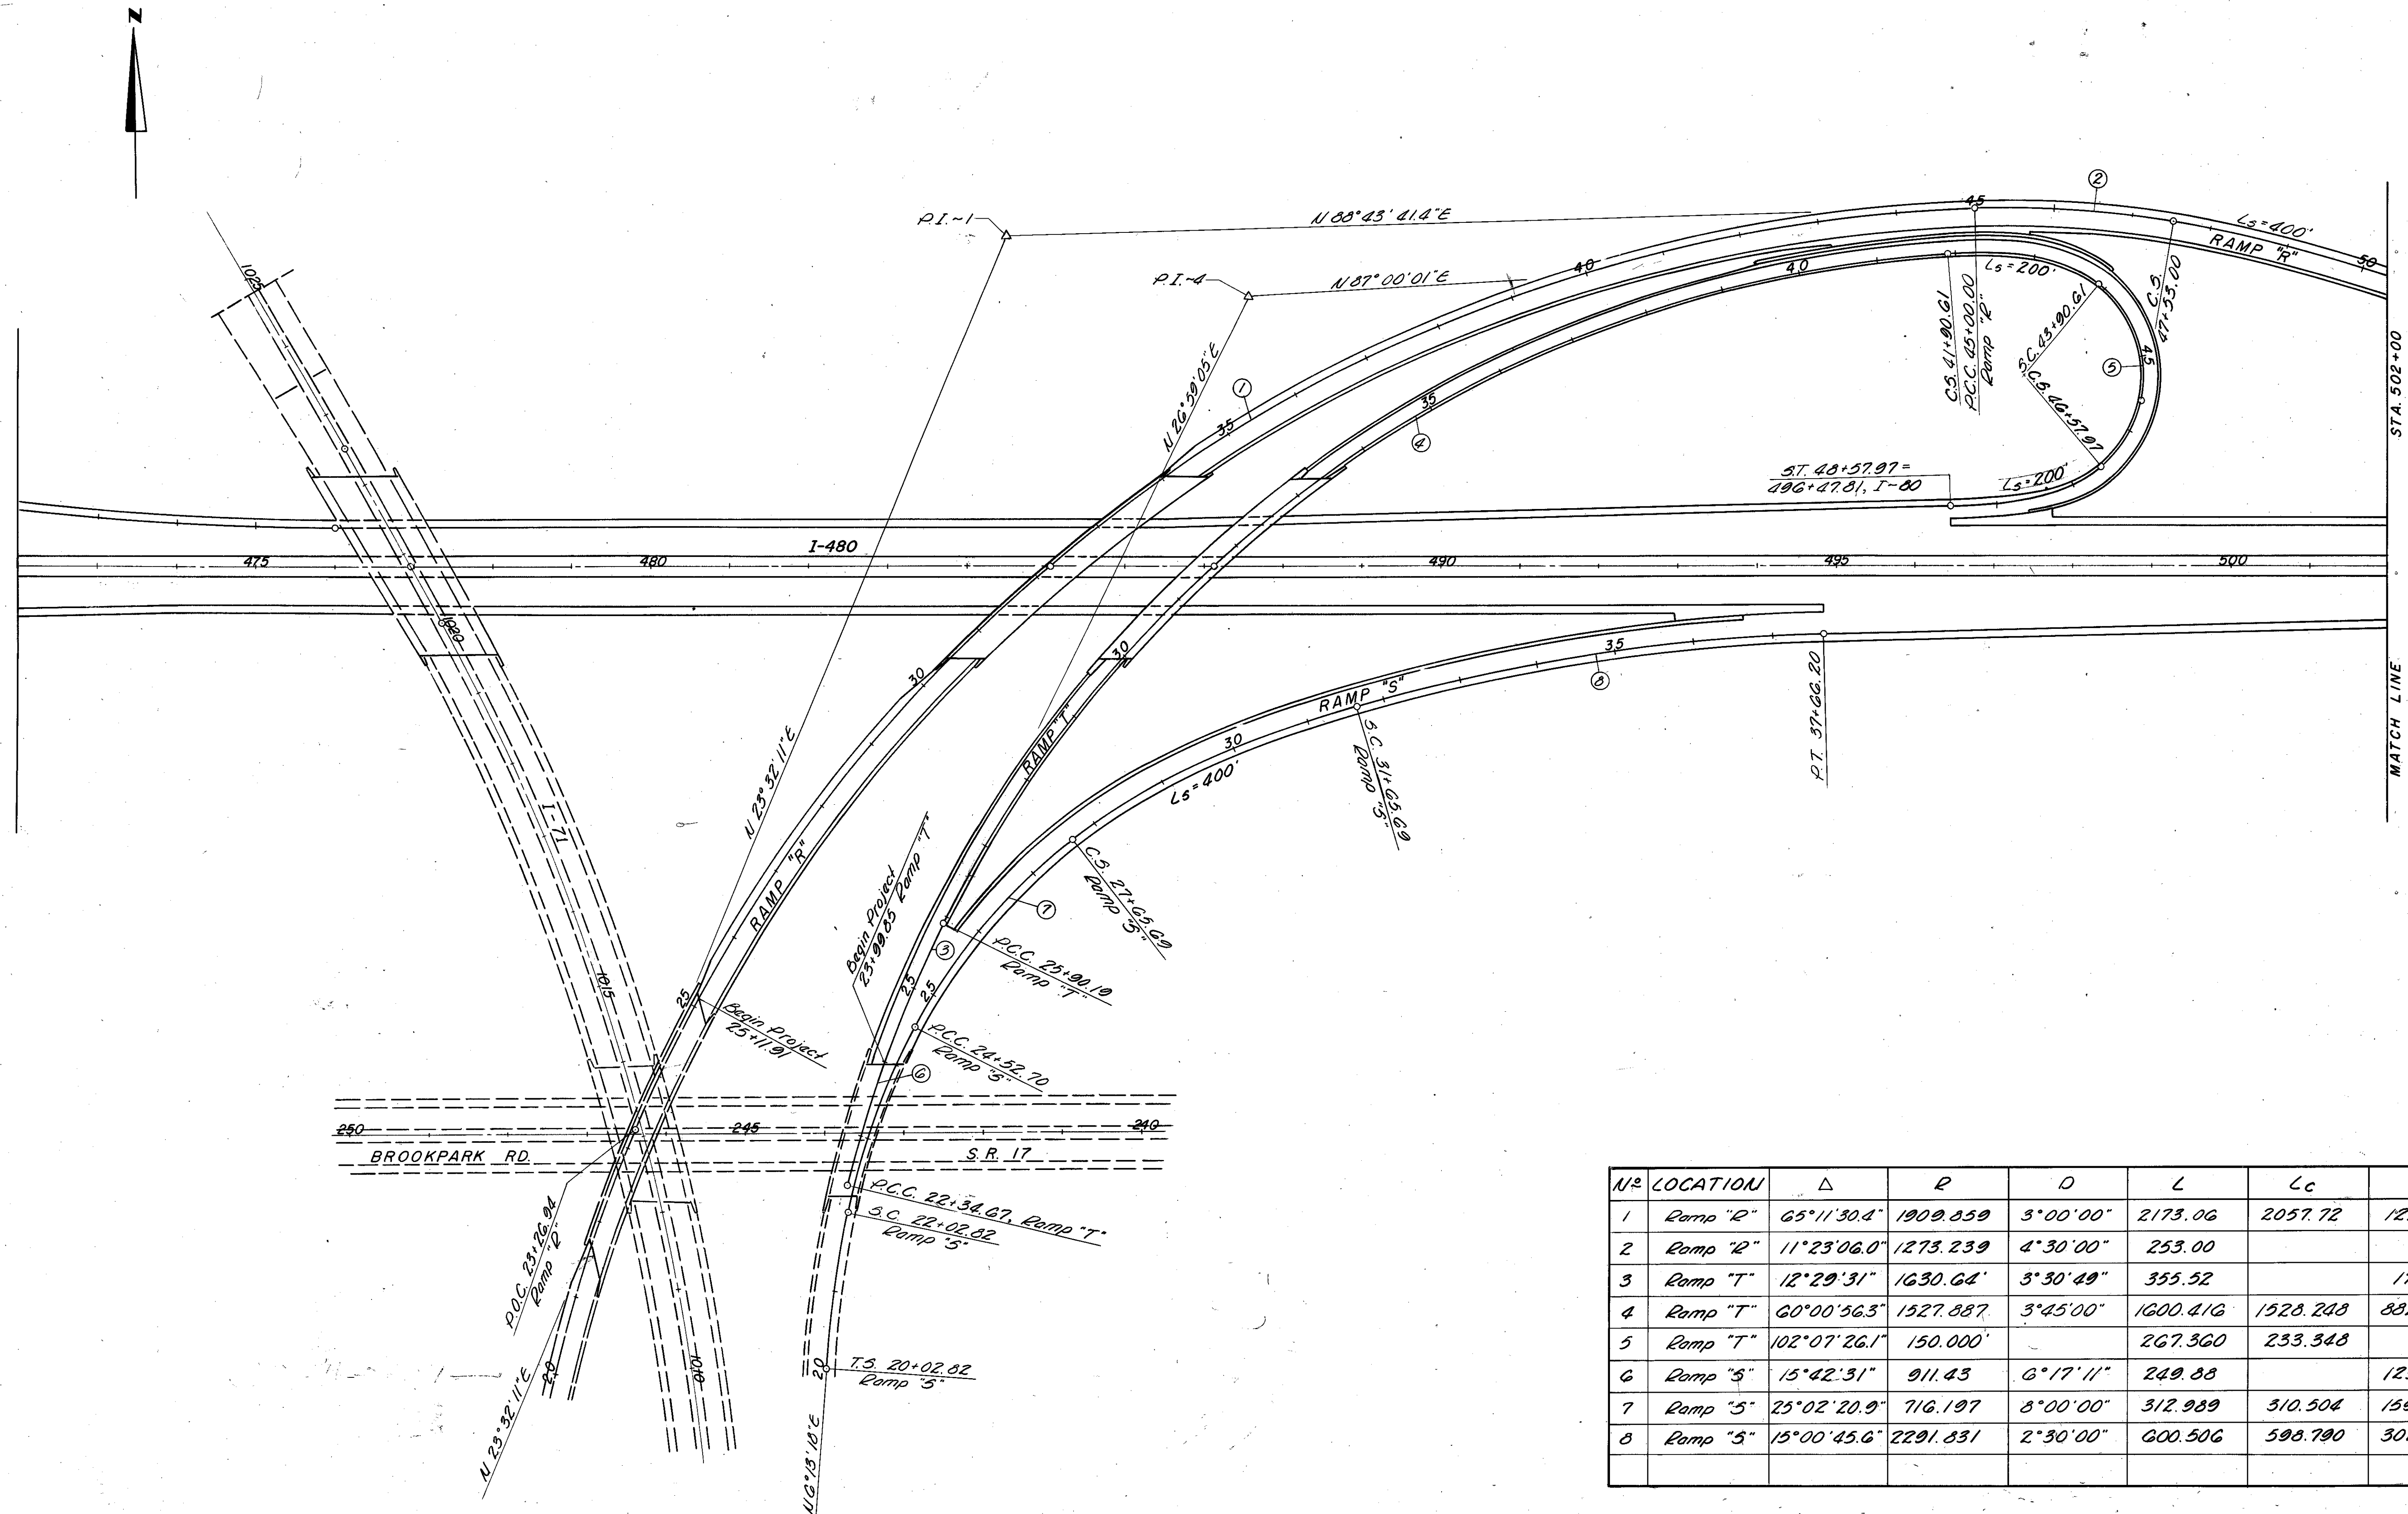 N
P.I.~1
N 88° 43' 41.4" E
P.I.~4
N 87° 00' 01" E
N 26° 59' 05" E
N 23° 32' 11" E
1
2
45
40
40
35
35
4
Ls = 400'
RAMP "R"
50
Ls = 200'
C.S. 41+90.61
P.C.C. 45+00.00
Ramp "R"
S.C. 43+90.61
C.S.
47+53.00
45
5
S.C.S. 46+57.97
S.T. 48+57.97 =
496+47.81, I-80
Ls = 200'
STA. 502+00
MATCH LINE
1025
1020
I-71
1015
1010
475
480
I-480
490
495
500
30
30
RAMP "T"
RAMP "S"
35
8
30
Ls = 400'
S.C. 31+65.69
Ramp "S"
P.T. 37+66.20
C.S. 27+65.69
Ramp "S"
7
RAMP "R"
Begin Project
23+99.85 Ramp "T"
3
25
25
25
P.C.C. 25+90.19
Ramp "T"
Begin Project
25+11.91
P.C.C. 24+52.70
Ramp "S"
6
250
245
240
BROOKPARK RD.
S.R. 17
P.C.C. 22+34.67, Ramp "T"
S.C. 22+02.82
Ramp "S"
P.O.C. 23+26.94
Ramp "R"
20
N 23° 32' 11" E
20
T.S. 20+02.82
Ramp "S"
N 6° 13' 18" E
Nº LOCATION Δ R D L Lc
1 Ramp "R" 65°11'30.4" 1909.859 3°00'00" 2173.06 2057.72 12
2 Ramp "R" 11°23'06.0" 1273.239 4°30'00" 253.00
3 Ramp "T" 12°29'31" 1630.64' 3°30'49" 355.52 17
4 Ramp "T" 60°00'56.3" 1527.887 3°45'00" 1600.416 1528.248 88
5 Ramp "T" 102°07'26.1" 150.000' 267.360 233.348
6 Ramp "S" 15°42'31" 911.43 6°17'11" 249.88 12
7 Ramp "S" 25°02'20.9" 716.197 8°00'00" 312.989 310.504 15
8 Ramp "S" 15°00'45.6" 2291.831 2°30'00" 600.506 598.790 30